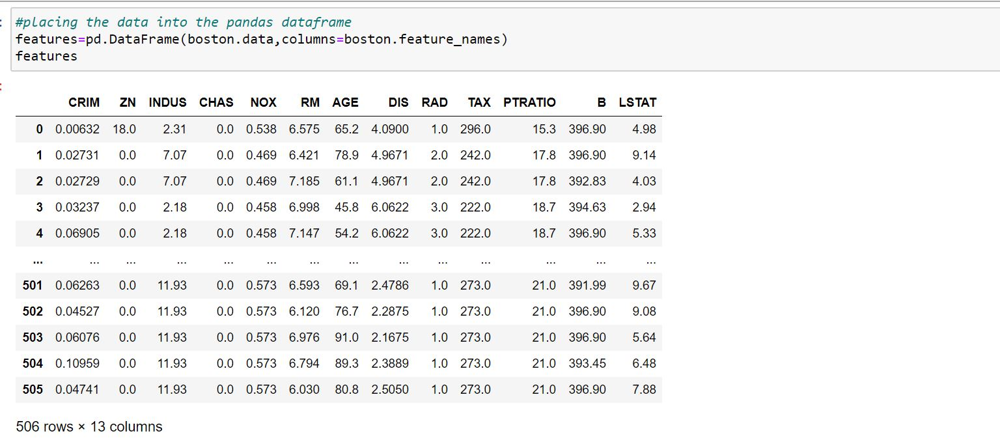 #placing the data into the pandas dataframe
features=pd.DataFrame(boston.data,columns=boston.feature_names)
features
CRIM ZN INDUS CHAS NOX RM AGE DIS RAD TAX PTRATIO B LSTAT
0 0.00632 18.0 2.31 0.0 0.538 6.575 65.2 4.0900 1.0 296.0 15.3 396.90 4.98
1 0.02731 0.0 7.07 0.0 0.469 6.421 78.9 4.9671 2.0 242.0 17.8 396.90 9.14
2 0.02729 0.0 7.07 0.0 0.469 7.185 61.1 4.9671 2.0 242.0 17.8 392.83 4.03
3 0.03237 0.0 2.18 0.0 0.458 6.998 45.8 6.0622 3.0 222.0 18.7 394.63 2.94
4 0.06905 0.0 2.18 0.0 0.458 7.147 54.2 6.0622 3.0 222.0 18.7 396.90 5.33
... ... ... ... ... ... ... ... ... ... ... ... ... ...
501 0.06263 0.0 11.93 0.0 0.573 6.593 69.1 2.4786 1.0 273.0 21.0 391.99 9.67
502 0.04527 0.0 11.93 0.0 0.573 6.120 76.7 2.2875 1.0 273.0 21.0 396.90 9.08
503 0.06076 0.0 11.93 0.0 0.573 6.976 91.0 2.1675 1.0 273.0 21.0 396.90 5.64
504 0.10959 0.0 11.93 0.0 0.573 6.794 89.3 2.3889 1.0 273.0 21.0 393.45 6.48
505 0.04741 0.0 11.93 0.0 0.573 6.030 80.8 2.5050 1.0 273.0 21.0 396.90 7.88
506 rows × 13 columns